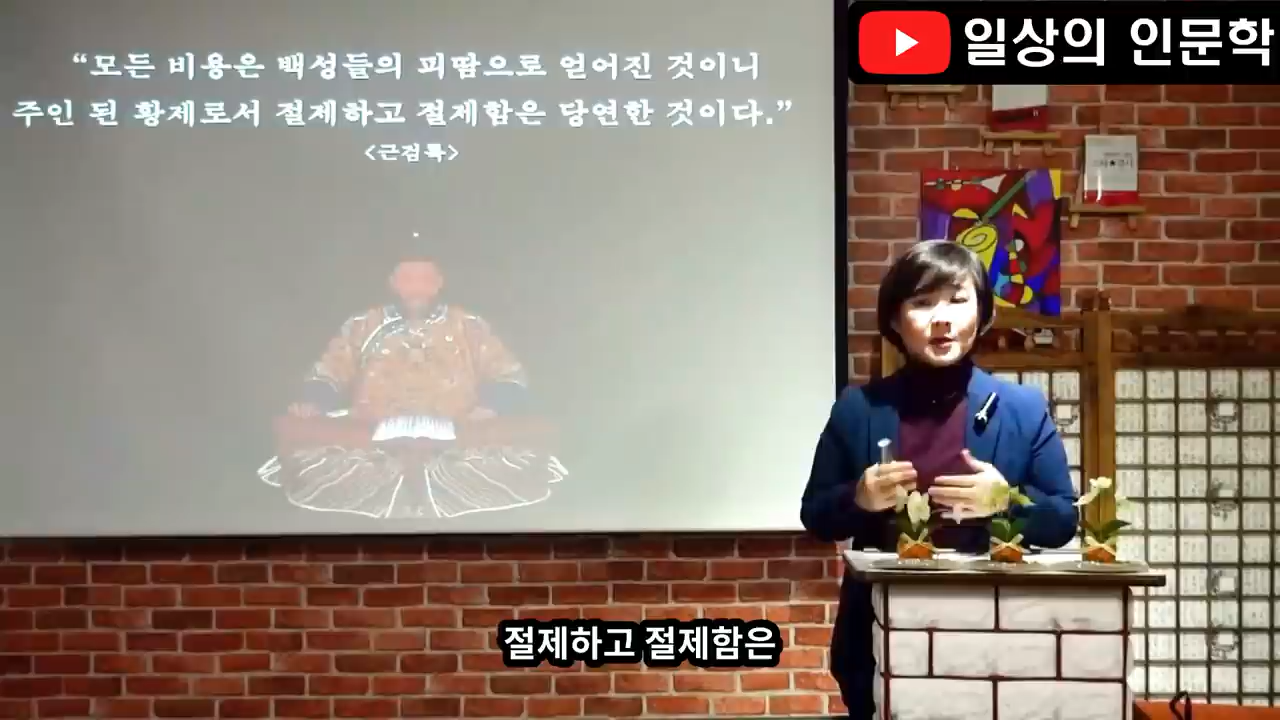 “모든 비용은 백성들의 피땀으로 얻어진 것이니
주인 된 황제로서 절제하고 절제함은 당연한 것이다.”
<근검록>
일상의 인문학
절제하고 절제함은